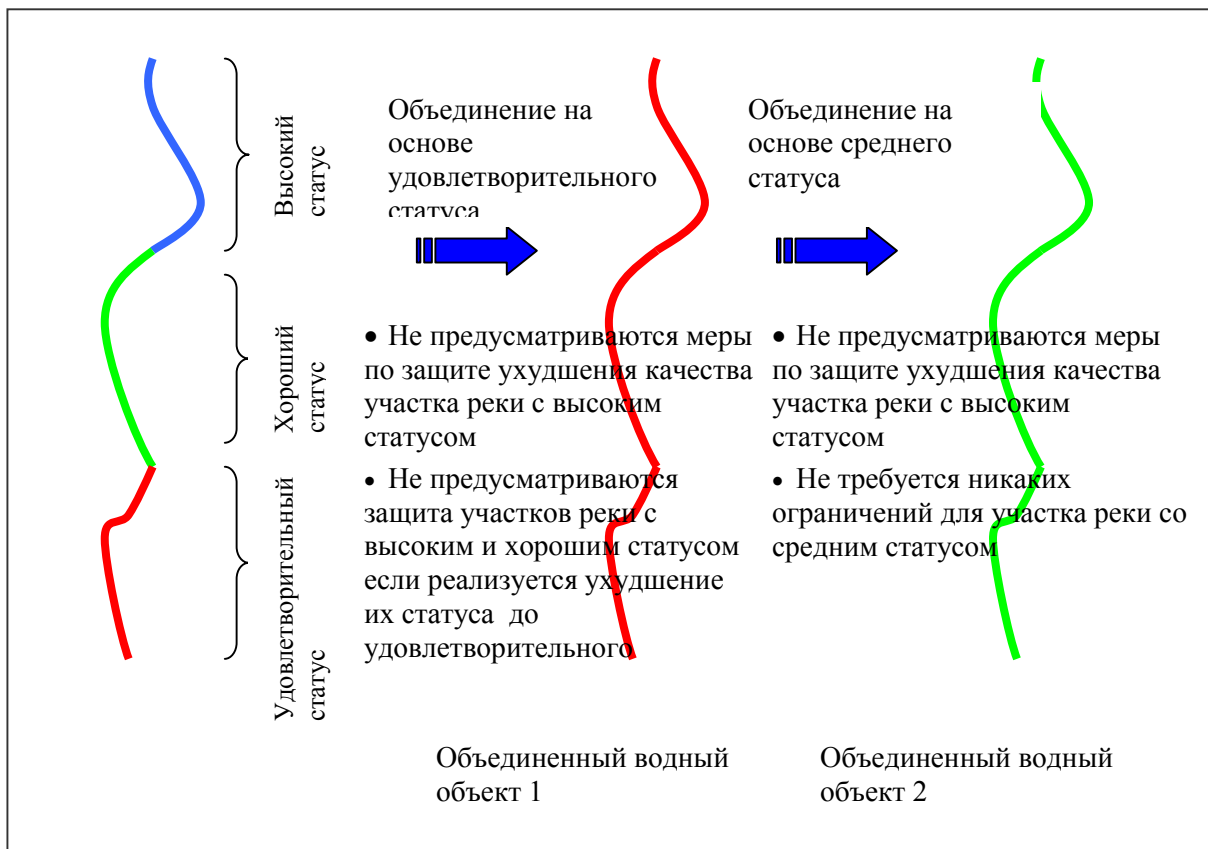 Высокий
статус
Хороший
статус
Удовлетворительный
статус
Объединение на
основе
удовлетворительного
статуса
• Не предусматриваются меры
по защите ухудшения качества
участка реки с высоким
статусом
• Не предусматриваются
защита участков реки с
высоким и хорошим статусом
если реализуется ухудшение
их статуса до
удовлетворительного
Объединение на
основе среднего
статуса
• Не предусматриваются меры
по защите ухудшения качества
участка реки с высоким
статусом
• Не требуется никаких
ограничений для участка реки со
средним статусом
Объединенный водный
объект 1
Объединенный водный
объект 2